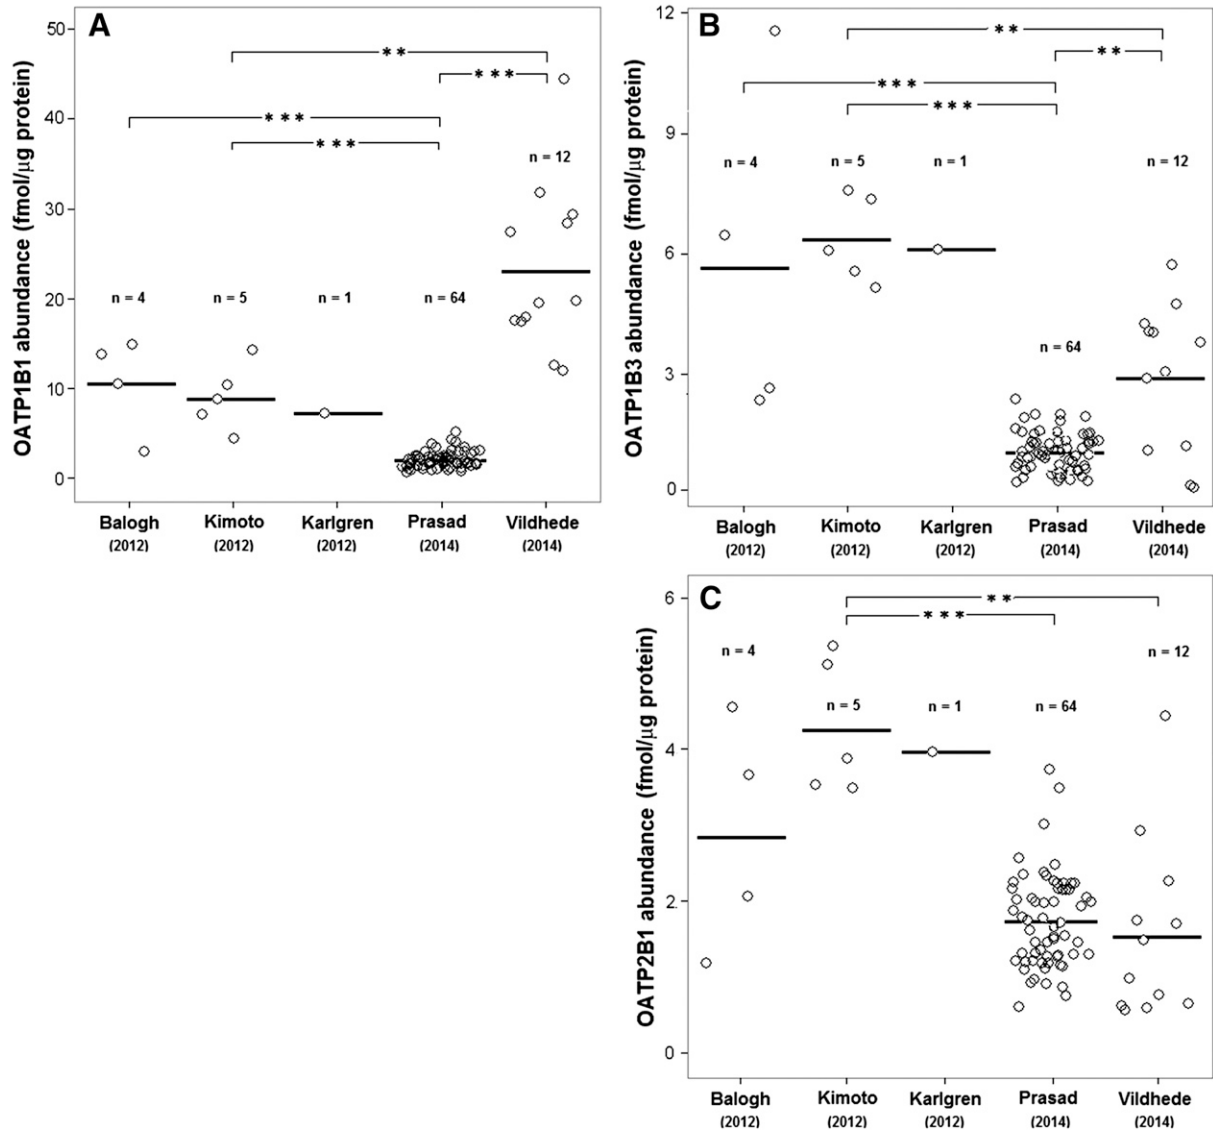 A
OATP1B1 abundance (fmol/μg protein)
50
40
30
20
10
0
**
***
***
***
n = 4
n = 5
n = 1
n = 64
n = 12
Balogh Kimoto Karlgren Prasad Vildhede
(2012) (2012) (2012) (2014) (2014)
B
OATP1B3 abundance (fmol/μg protein)
12
9
6
3
0
**
**
***
***
n = 4
n = 5
n = 1
n = 64
n = 12
Balogh Kimoto Karlgren Prasad Vildhede
(2012) (2012) (2012) (2014) (2014)
C
OATP2B1 abundance (fmol/μg protein)
6
4
2
0
**
***
n = 4
n = 5
n = 1
n = 64
n = 12
Balogh Kimoto Karlgren Prasad Vildhede
(2012) (2012) (2012) (2014) (2014)